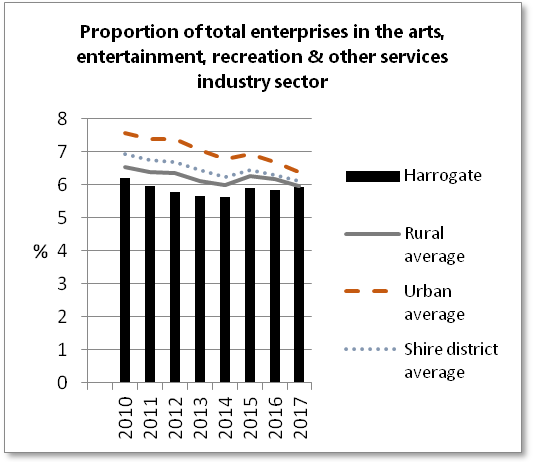 Proportion of total enterprises in the arts,
entertainment, recreation & other services
industry sector
8
7
6
5
% 4
3
2
1
0
2010
2011
2012
2013
2014
2015
2016
2017
Harrogate
Rural
average
Urban
average
Shire district
average